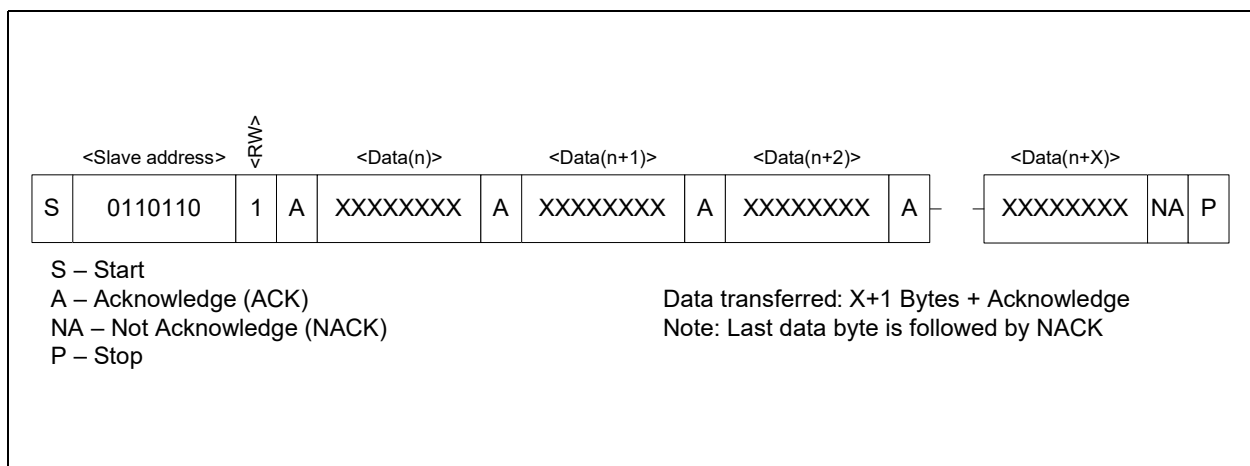 <Slave address> <RW> <Data(n)> <Data(n+1)> <Data(n+2)> <Data(n+X)>
S 0110110 1 A XXXXXXXX A XXXXXXXX A XXXXXXXX A XXXXXXXX NA P
S – Start
A – Acknowledge (ACK)
NA – Not Acknowledge (NACK)
P – Stop
Data transferred: X+1 Bytes + Acknowledge
Note: Last data byte is followed by NACK